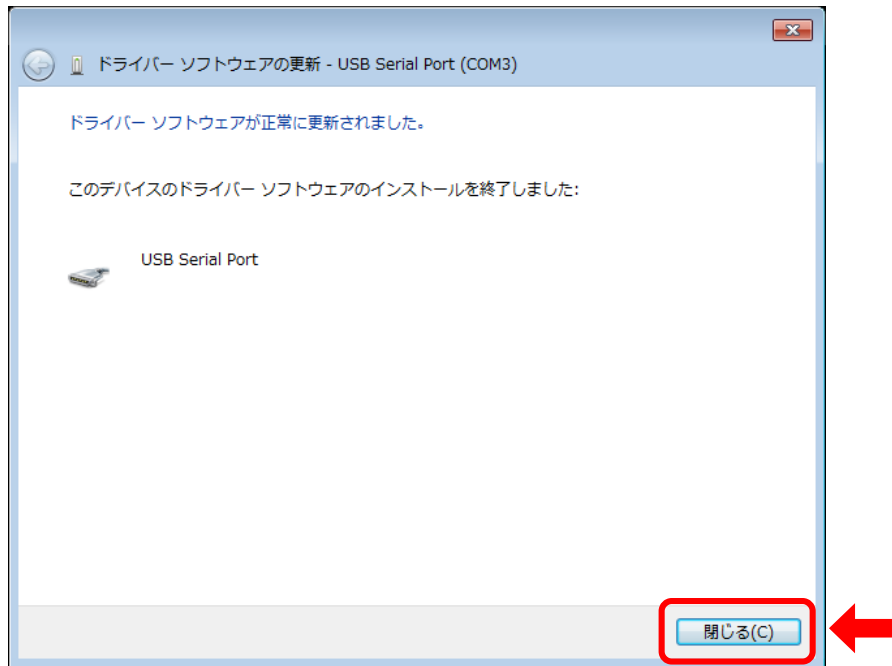 ドライバー ソフトウェアの更新 - USB Serial Port (COM3)
ドライバー ソフトウェアが正常に更新されました。
このデバイスのドライバー ソフトウェアのインストールを終了しました:
USB Serial Port
閉じる(C)